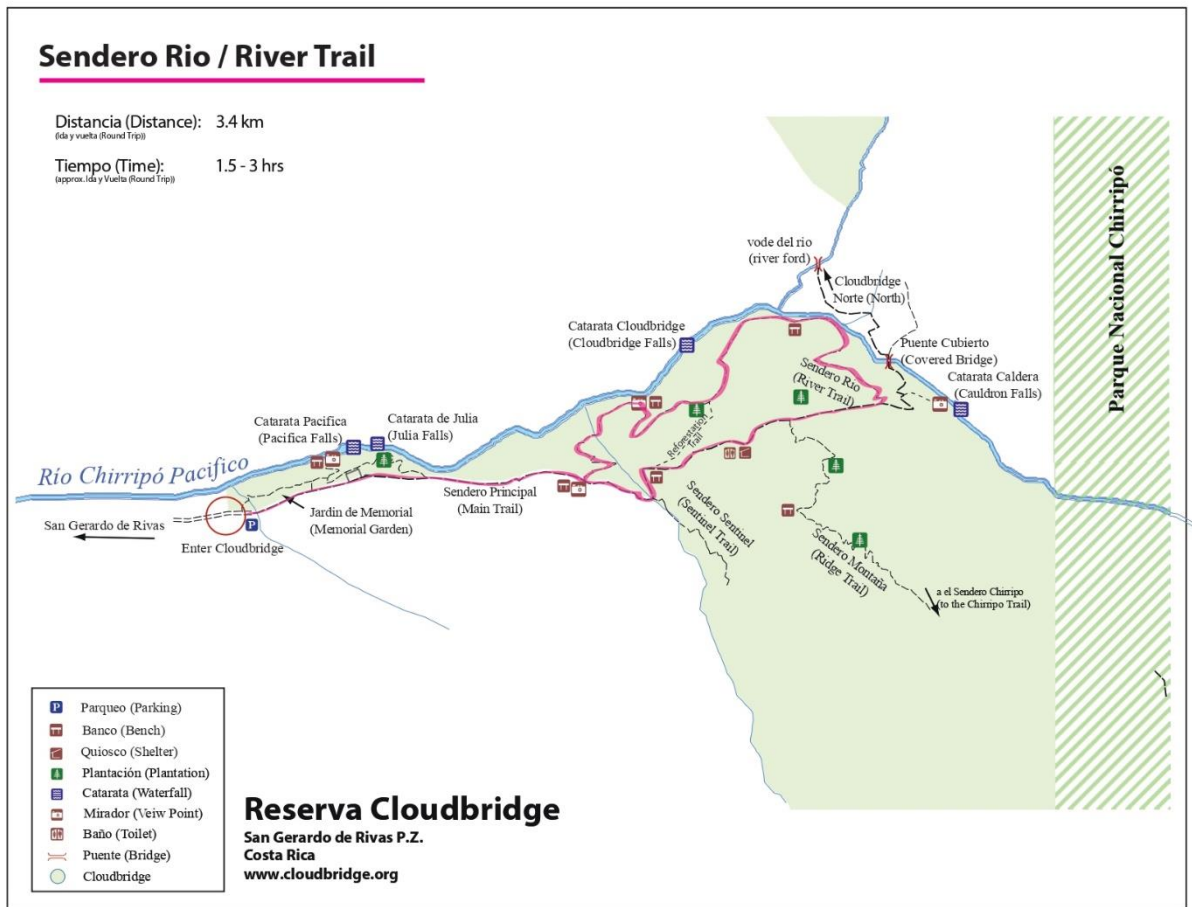 Sendero Rio / River Trail
Distancia (Distance): 3.4 km
(Ida y vuelta (Round Trip))
Tiempo (Time): 1.5 - 3 hrs
(approx. Ida y Vuelta (Round Trip))
Parque Nacional Chirripó
vode del rio
(river ford)
Cloudbridge
Norte (North)
Catarata Cloudbridge
(Cloudbridge Falls)
Puente Cubierto
(Covered Bridge)
Sendero Rio
(River Trail)
Catarata Caldera
(Cauldron Falls)
Catarata Pacifica
(Pacifica Falls)
Catarata de Julia
(Julia Falls)
Reforestation
Trail
Río Chirripó Pacifico
Sendero Principal
(Main Trail)
Jardin de Memorial
(Memorial Garden)
San Gerardo de Rivas
P
Enter Cloudbridge
Sendero Sentinel
(Sentinel Trail)
Sendero Montaña
(Ridge Trail)
a el Sendero Chirripo
(to the Chirripo Trail)
P Parqueo (Parking)
Banco (Bench)
Quiosco (Shelter)
Plantación (Plantation)
Catarata (Waterfall)
Mirador (Veiw Point)
Baño (Toilet)
Puente (Bridge)
Cloudbridge
Reserva Cloudbridge
San Gerardo de Rivas P.Z.
Costa Rica
www.cloudbridge.org